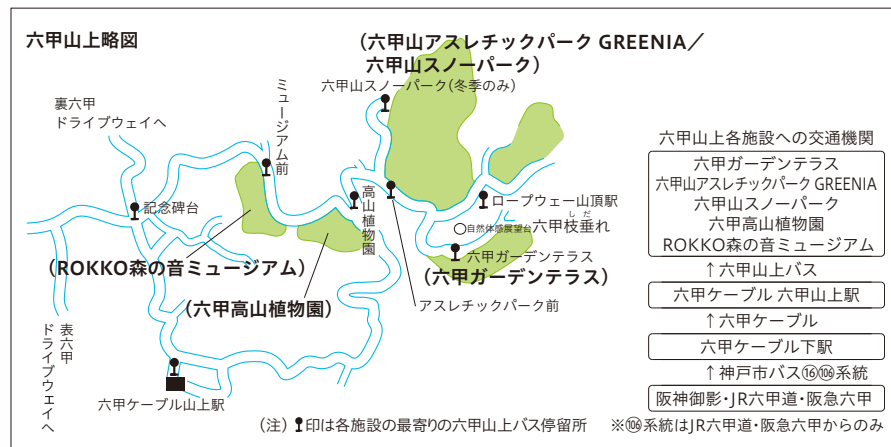 六甲山上略図
(六甲山アスレチックパーク GREENIA／
六甲山スノーパーク)
六甲山スノーパーク(冬季のみ)
裏六甲
ドライブウェイへ
ミュージアム前
記念碑台
高山植物園
ロープウェー山頂駅
しだ
自然体感展望台 六甲枝垂れ
六甲ガーデンテラス
(ROKKO森の音ミュージアム)
(六甲ガーデンテラス)
(六甲高山植物園)
アスレチックパーク前
表六甲
ドライブウェイへ
六甲ケーブル山上駅
(注) 印は各施設の最寄りの六甲山上バス停留所
六甲山上各施設への交通機関
六甲ガーデンテラス
六甲山アスレチックパーク GREENIA
六甲山スノーパーク
六甲高山植物園
ROKKO森の音ミュージアム
↑六甲山上バス
六甲ケーブル 六甲山上駅
↑六甲ケーブル
六甲ケーブル下駅
↑神戸市バス⑯106系統
阪神御影・JR六甲道・阪急六甲
※106系統はJR六甲道・阪急六甲からのみ